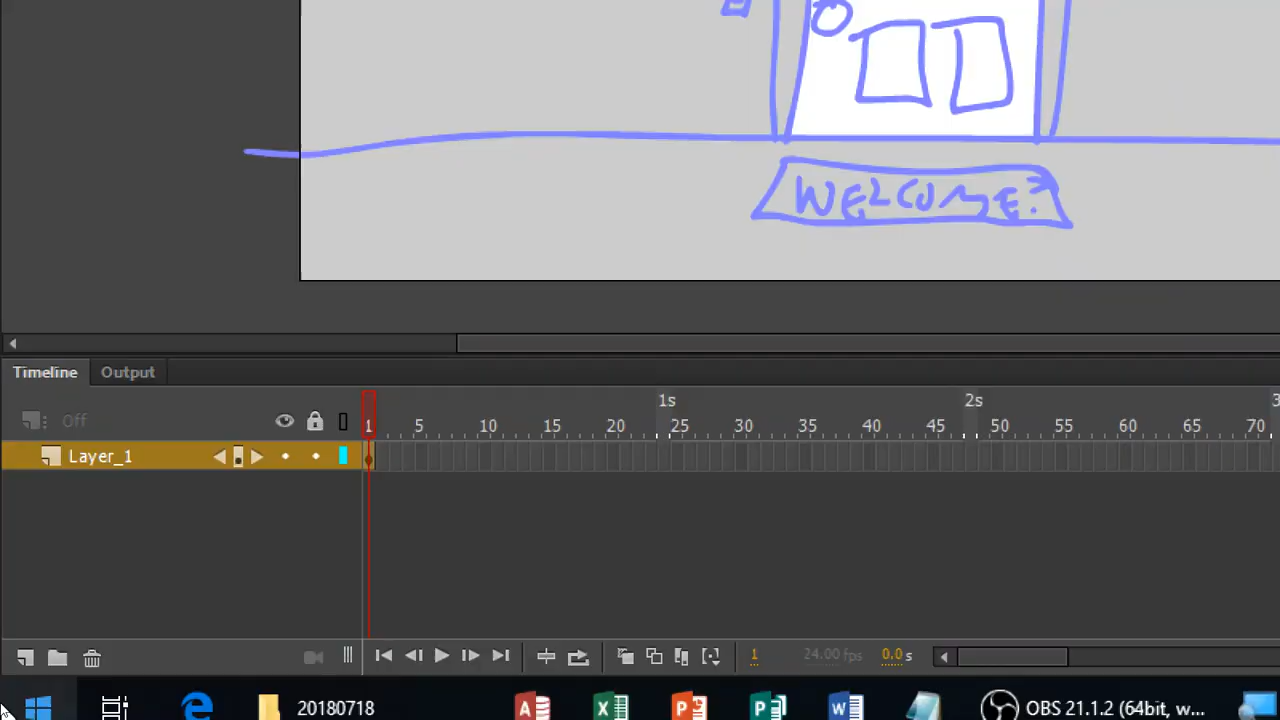 WELCOME?
Timeline Output
Off 1s 2s 3
1 5 10 15 20 25 30 35 40 45 50 55 60 65 70
Layer_1
1 24.00 fps 0.0 s
20180718 OBS 21.1.2 (64bit, w...